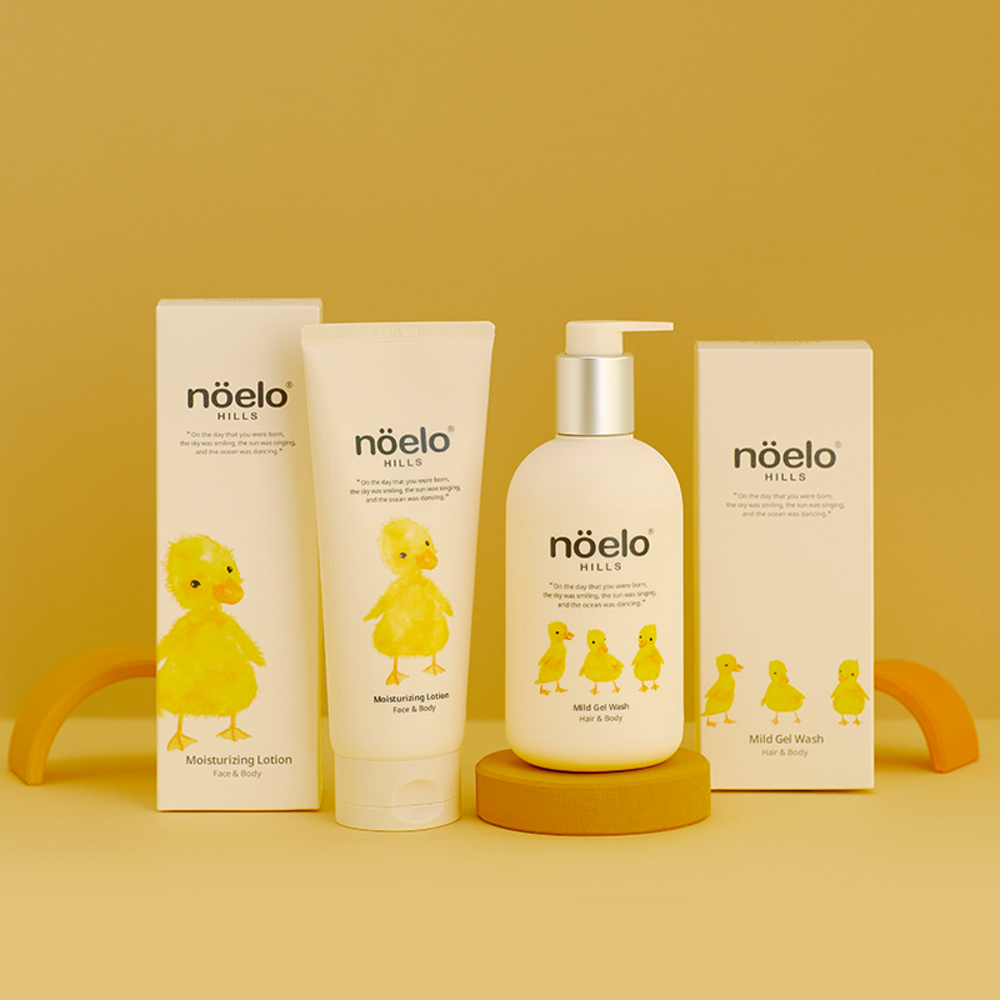 nöelo®
HILLS
"On the day that you were born,
the sky was smiling, the sun was singing,
and the ocean was dancing."
Moisturizing Lotion
Face & Body
nöelo®
HILLS
"On the day that you were born,
the sky was smiling, the sun was singing,
and the ocean was dancing."
Moisturizing Lotion
Face & Body
nöelo®
HILLS
"On the day that you were born,
the sky was smiling, the sun was singing,
and the ocean was dancing."
Mild Gel Wash
Hair & Body
nöelo®
HILLS
"On the day that you were born,
the sky was smiling, the sun was singing,
and the ocean was dancing."
Mild Gel Wash
Hair & Body